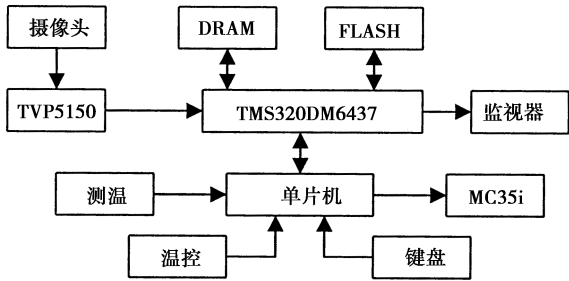 摄像头
DRAM
FLASH
TVP5150
TMS320DM6437
监视器
测温
单片机
MC35i
温控
键盘